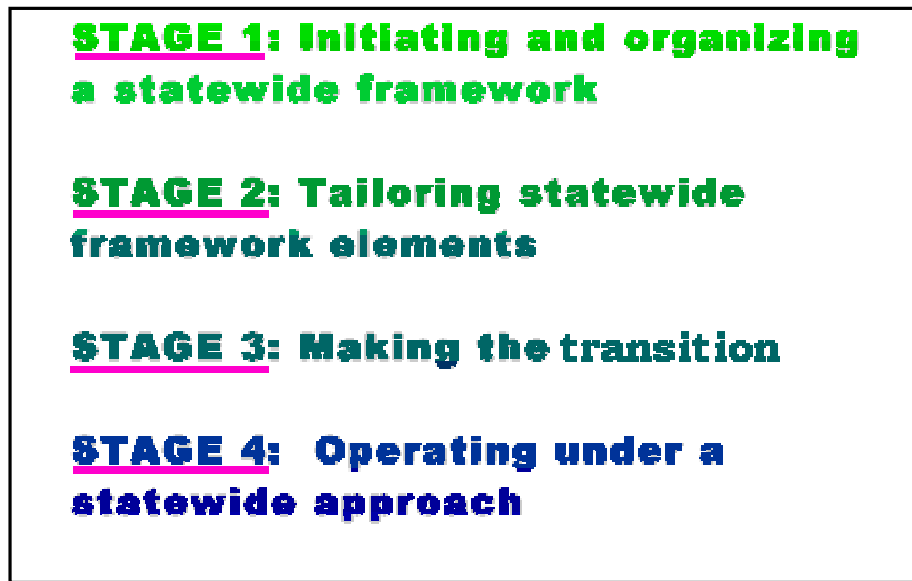 STAGE 1: Initiating and organizing
a statewide framework
STAGE 2: Tailoring statewide
framework elements
STAGE 3: Making the transition
STAGE 4:  Operating under a
statewide approach